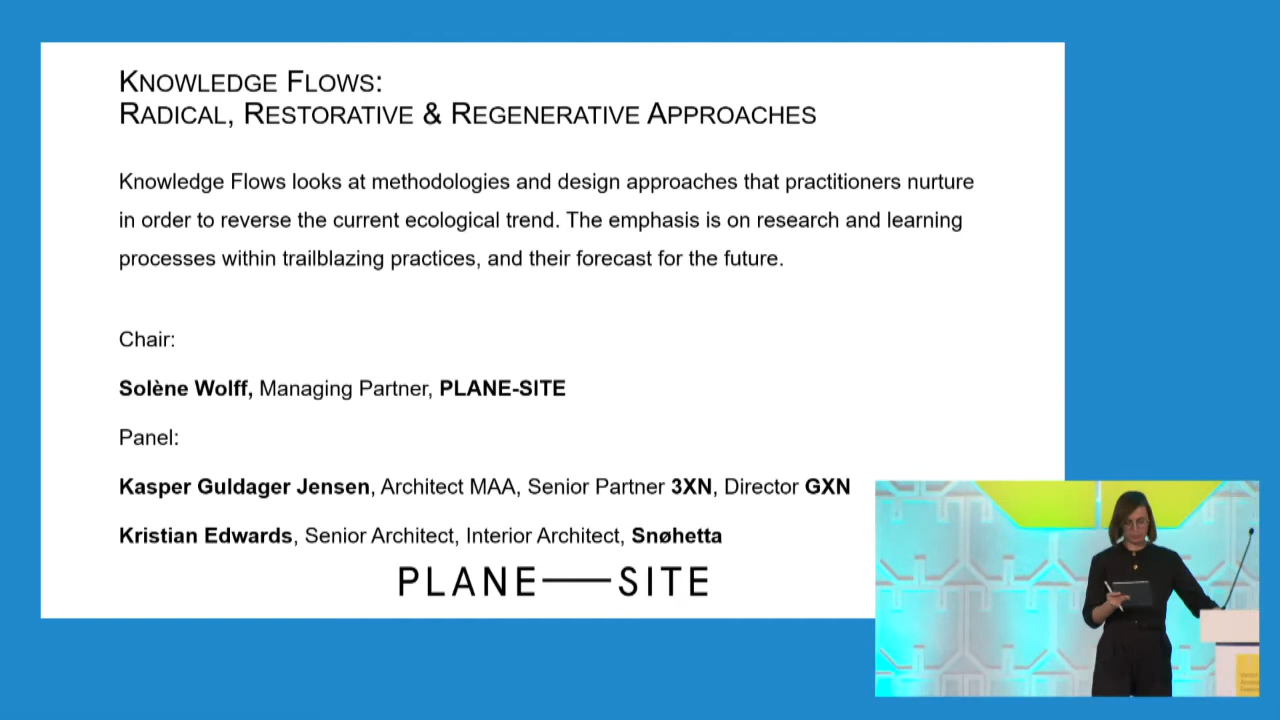 KNOWLEDGE FLOWS:
RADICAL, RESTORATIVE & REGENERATIVE APPROACHES
Knowledge Flows looks at methodologies and design approaches that practitioners nurture
in order to reverse the current ecological trend. The emphasis is on research and learning
processes within trailblazing practices, and their forecast for the future.
Chair:
Solène Wolff, Managing Partner, PLANE-SITE
Panel:
Kasper Guldager Jensen, Architect MAA, Senior Partner 3XN, Director GXN
Kristian Edwards, Senior Architect, Interior Architect, Snøhetta
PLANE—SITE